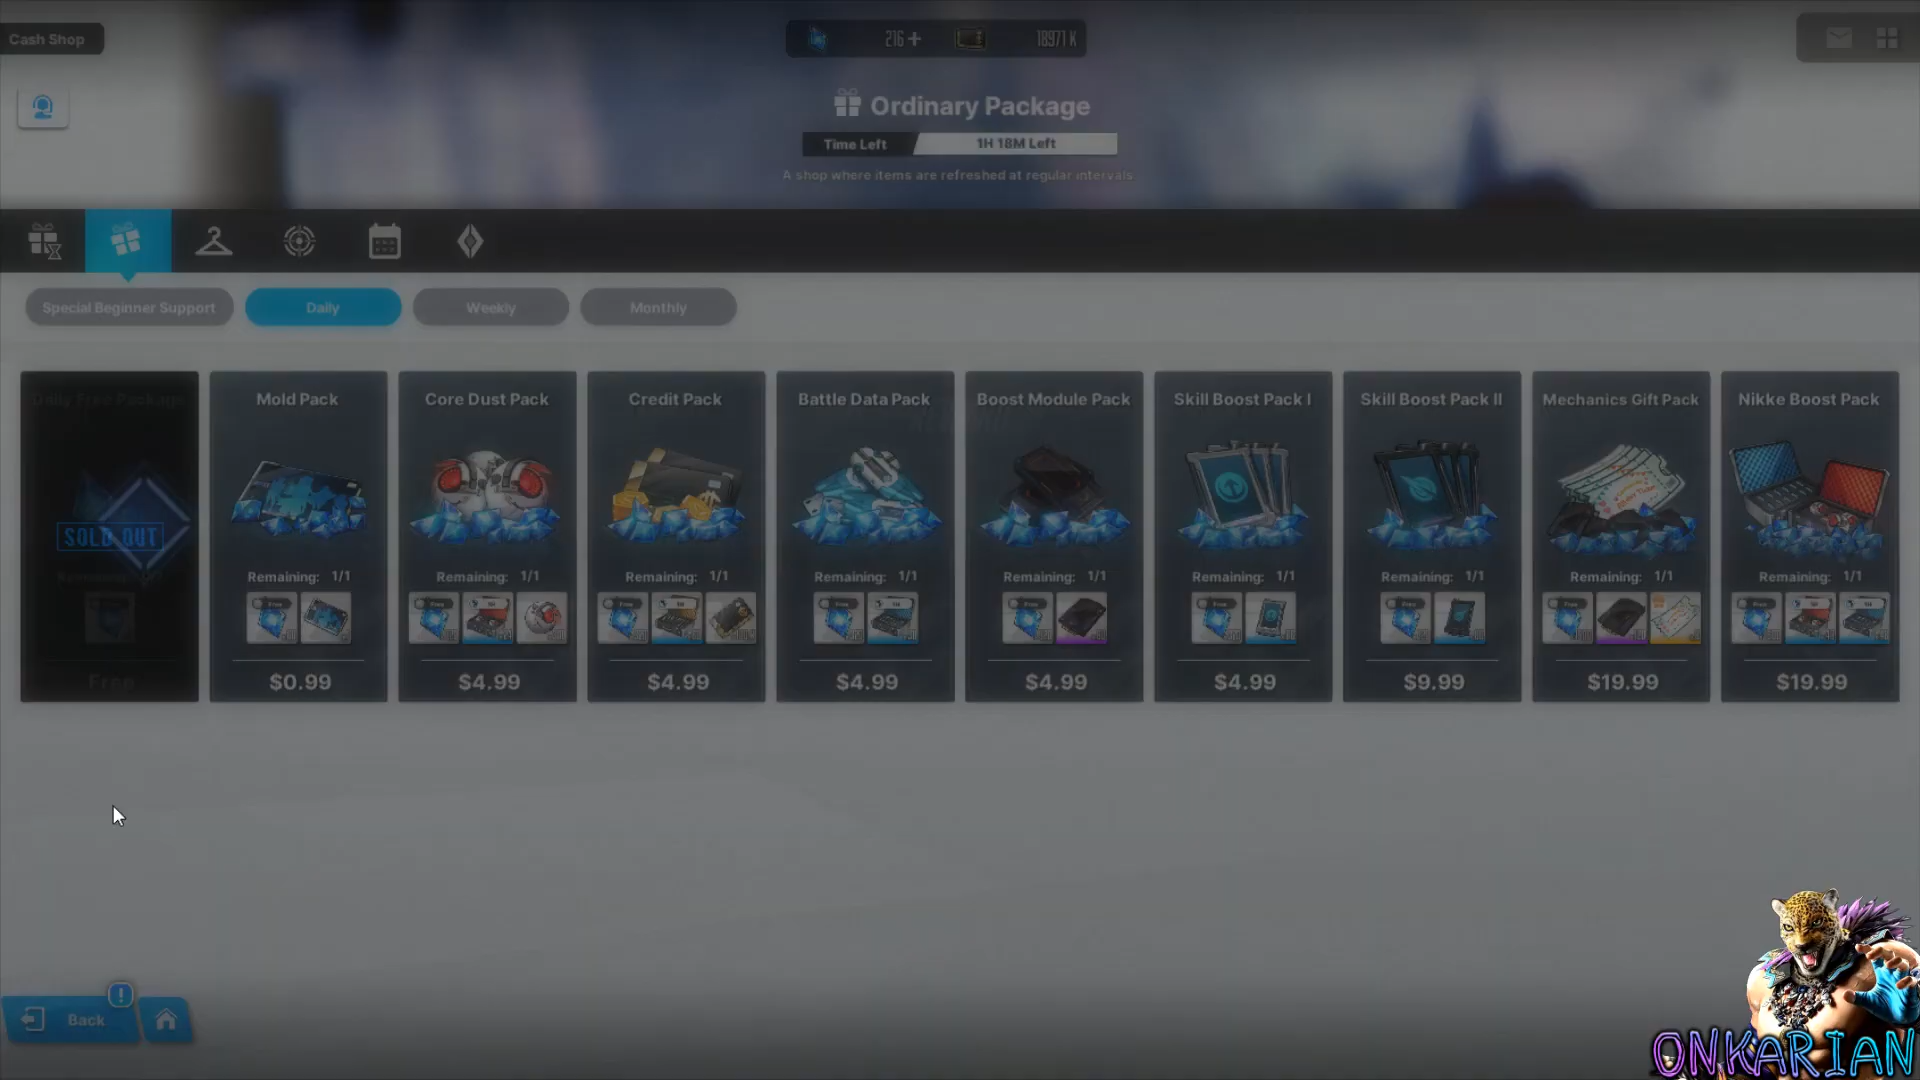 Cash Shop
216+
18971 K
Ordinary Package
Time Left
1H 18M Left
A shop where items are refreshed at regular intervals
Special Beginner Support
Daily
Weekly
Monthly
Daily Free Package
SOLD OUT
Free
Mold Pack
Remaining: 1/1
$0.99
Core Dust Pack
Remaining: 1/1
$4.99
Credit Pack
Remaining: 1/1
$4.99
Battle Data Pack
Remaining: 1/1
$4.99
Boost Module Pack
Remaining: 1/1
$4.99
Skill Boost Pack I
Remaining: 1/1
$4.99
Skill Boost Pack II
Remaining: 1/1
$9.99
Mechanics Gift Pack
Remaining: 1/1
$19.99
Nikke Boost Pack
Remaining: 1/1
$19.99
Back
ONKARIAN